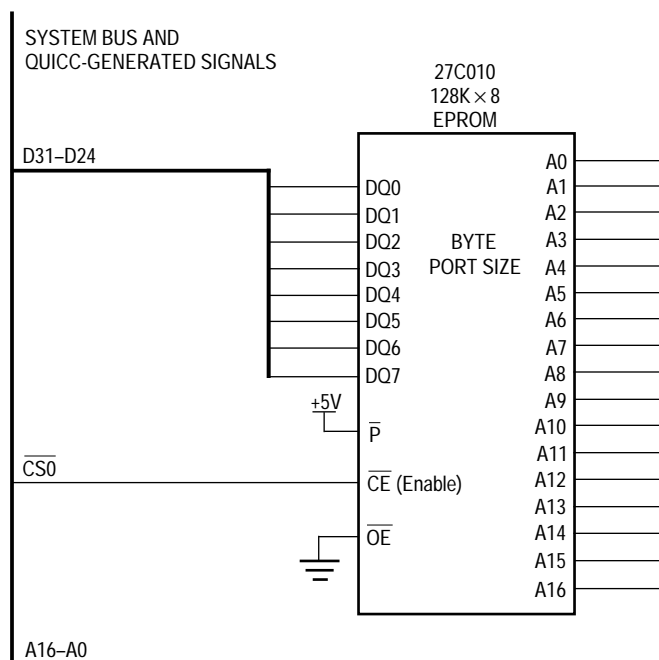 SYSTEM BUS AND
QUICC-GENERATED SIGNALS
27C010
128K × 8
EPROM
D31–D24
DQ0
DQ1
DQ2
DQ3
DQ4
DQ5
DQ6
DQ7
BYTE
PORT SIZE
A0
A1
A2
A3
A4
A5
A6
A7
A8
A9
A10
A11
A12
A13
A14
A15
A16
+5V
P
CS0
CE (Enable)
OE
A16–A0